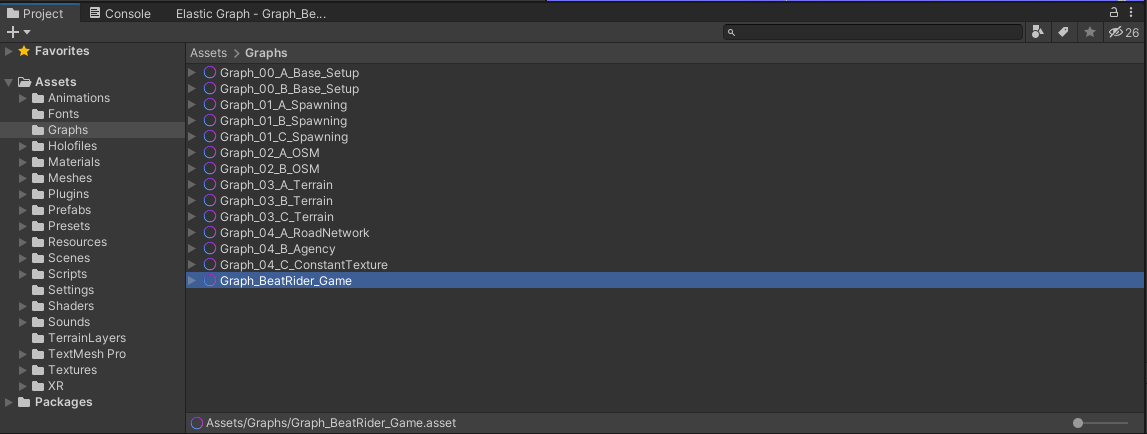 Project
Console
Elastic Graph - Graph_Be...
26
Favorites
Assets
Animations
Fonts
Graphs
Holofiles
Materials
Meshes
Plugins
Prefabs
Presets
Resources
Scenes
Scripts
Settings
Shaders
Sounds
TerrainLayers
TextMesh Pro
Textures
XR
Packages
Assets > Graphs
Graph_00_A_Base_Setup
Graph_00_B_Base_Setup
Graph_01_A_Spawning
Graph_01_B_Spawning
Graph_01_C_Spawning
Graph_02_A_OSM
Graph_02_B_OSM
Graph_03_A_Terrain
Graph_03_B_Terrain
Graph_03_C_Terrain
Graph_04_A_RoadNetwork
Graph_04_B_Agency
Graph_04_C_ConstantTexture
Graph_BeatRider_Game
Assets/Graphs/Graph_BeatRider_Game.asset